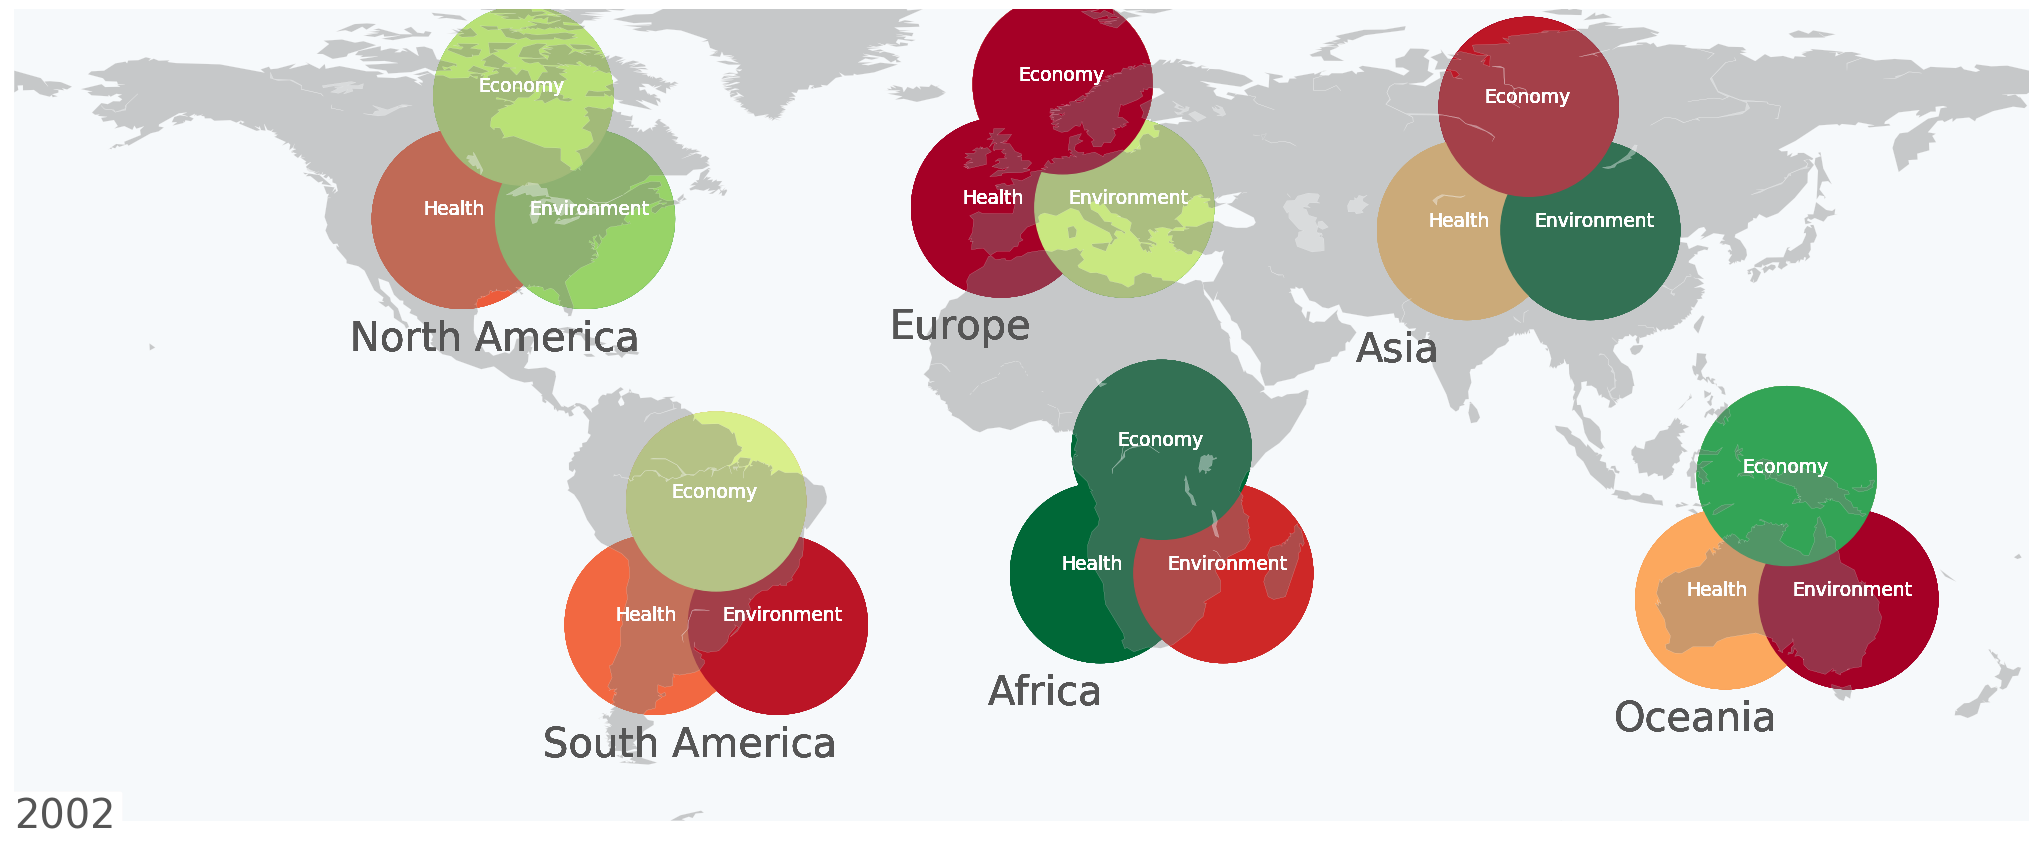 Economy
Health
Environment
North America
Economy
Health
Environment
Europe
Economy
Health
Environment
Asia
Economy
Health
Environment
South America
Economy
Health
Environment
Africa
Economy
Health
Environment
Oceania
2002